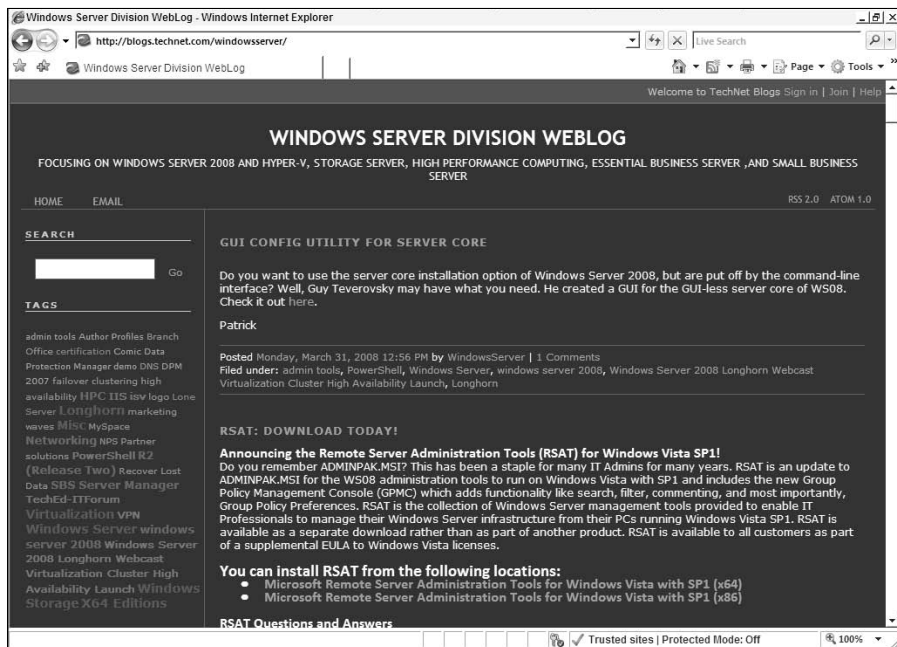 Windows Server Division WebLog - Windows Internet Explorer
http://blogs.technet.com/windowsserver/
Live Search
Windows Server Division WebLog
Page
Tools
Welcome to TechNet Blogs Sign in | Join | Help
WINDOWS SERVER DIVISION WEBLOG
FOCUSING ON WINDOWS SERVER 2008 AND HYPER-V, STORAGE SERVER, HIGH PERFORMANCE COMPUTING, ESSENTIAL BUSINESS SERVER ,AND SMALL BUSINESS
SERVER
HOME EMAIL
RSS 2.0 ATOM 1.0
SEARCH
Go
TAGS
admin tools Author Profiles Branch
Office certification Comic Data
Protection Manager demo DNS DPM
2007 failover clustering high
availability HPC IIS isv logo Lone
Server Longhorn marketing
waves Misc MySpace
Networking NPS Partner
solutions PowerShell R2
(Release Two) Recover Lost
Data SBS Server Manager
TechEd-ITForum
Virtualization VPN
Windows Server windows
server 2008 Windows Server
2008 Longhorn Webcast
Virtualization Cluster High
Availability Launch Windows
Storage X64 Editions
GUI CONFIG UTILITY FOR SERVER CORE
Do you want to use the server core installation option of Windows Server 2008, but are put off by the command-line
interface? Well, Guy Teverovsky may have what you need. He created a GUI for the GUI-less server core of WS08.
Check it out here.
Patrick
Posted Monday, March 31, 2008 12:56 PM by WindowsServer | 1 Comments
Filed under: admin tools, PowerShell, Windows Server, windows server 2008, Windows Server 2008 Longhorn Webcast
Virtualization Cluster High Availability Launch, Longhorn
RSAT: DOWNLOAD TODAY!
Announcing the Remote Server Administration Tools (RSAT) for Windows Vista SP1!
Do you remember ADMINPAK.MSI? This has been a staple for many IT Admins for many years. RSAT is an update to
ADMINPAK.MSI for the WS08 administration tools to run on Windows Vista with SP1 and includes the new Group
Policy Management Console (GPMC) which adds functionality like search, filter, commenting, and most importantly,
Group Policy Preferences. RSAT is the collection of Windows Server management tools provided to enable IT
Professionals to manage their Windows Server infrastructure from their PCs running Windows Vista SP1. RSAT is
available as a separate download rather than as part of another product. RSAT is available to all customers as part
of a supplemental EULA to Windows Vista licenses.
You can install RSAT from the following locations:
• Microsoft Remote Server Administration Tools for Windows Vista with SP1 (x64)
• Microsoft Remote Server Administration Tools for Windows Vista with SP1 (x86)
RSAT Questions and Answers
Trusted sites | Protected Mode: Off
100%